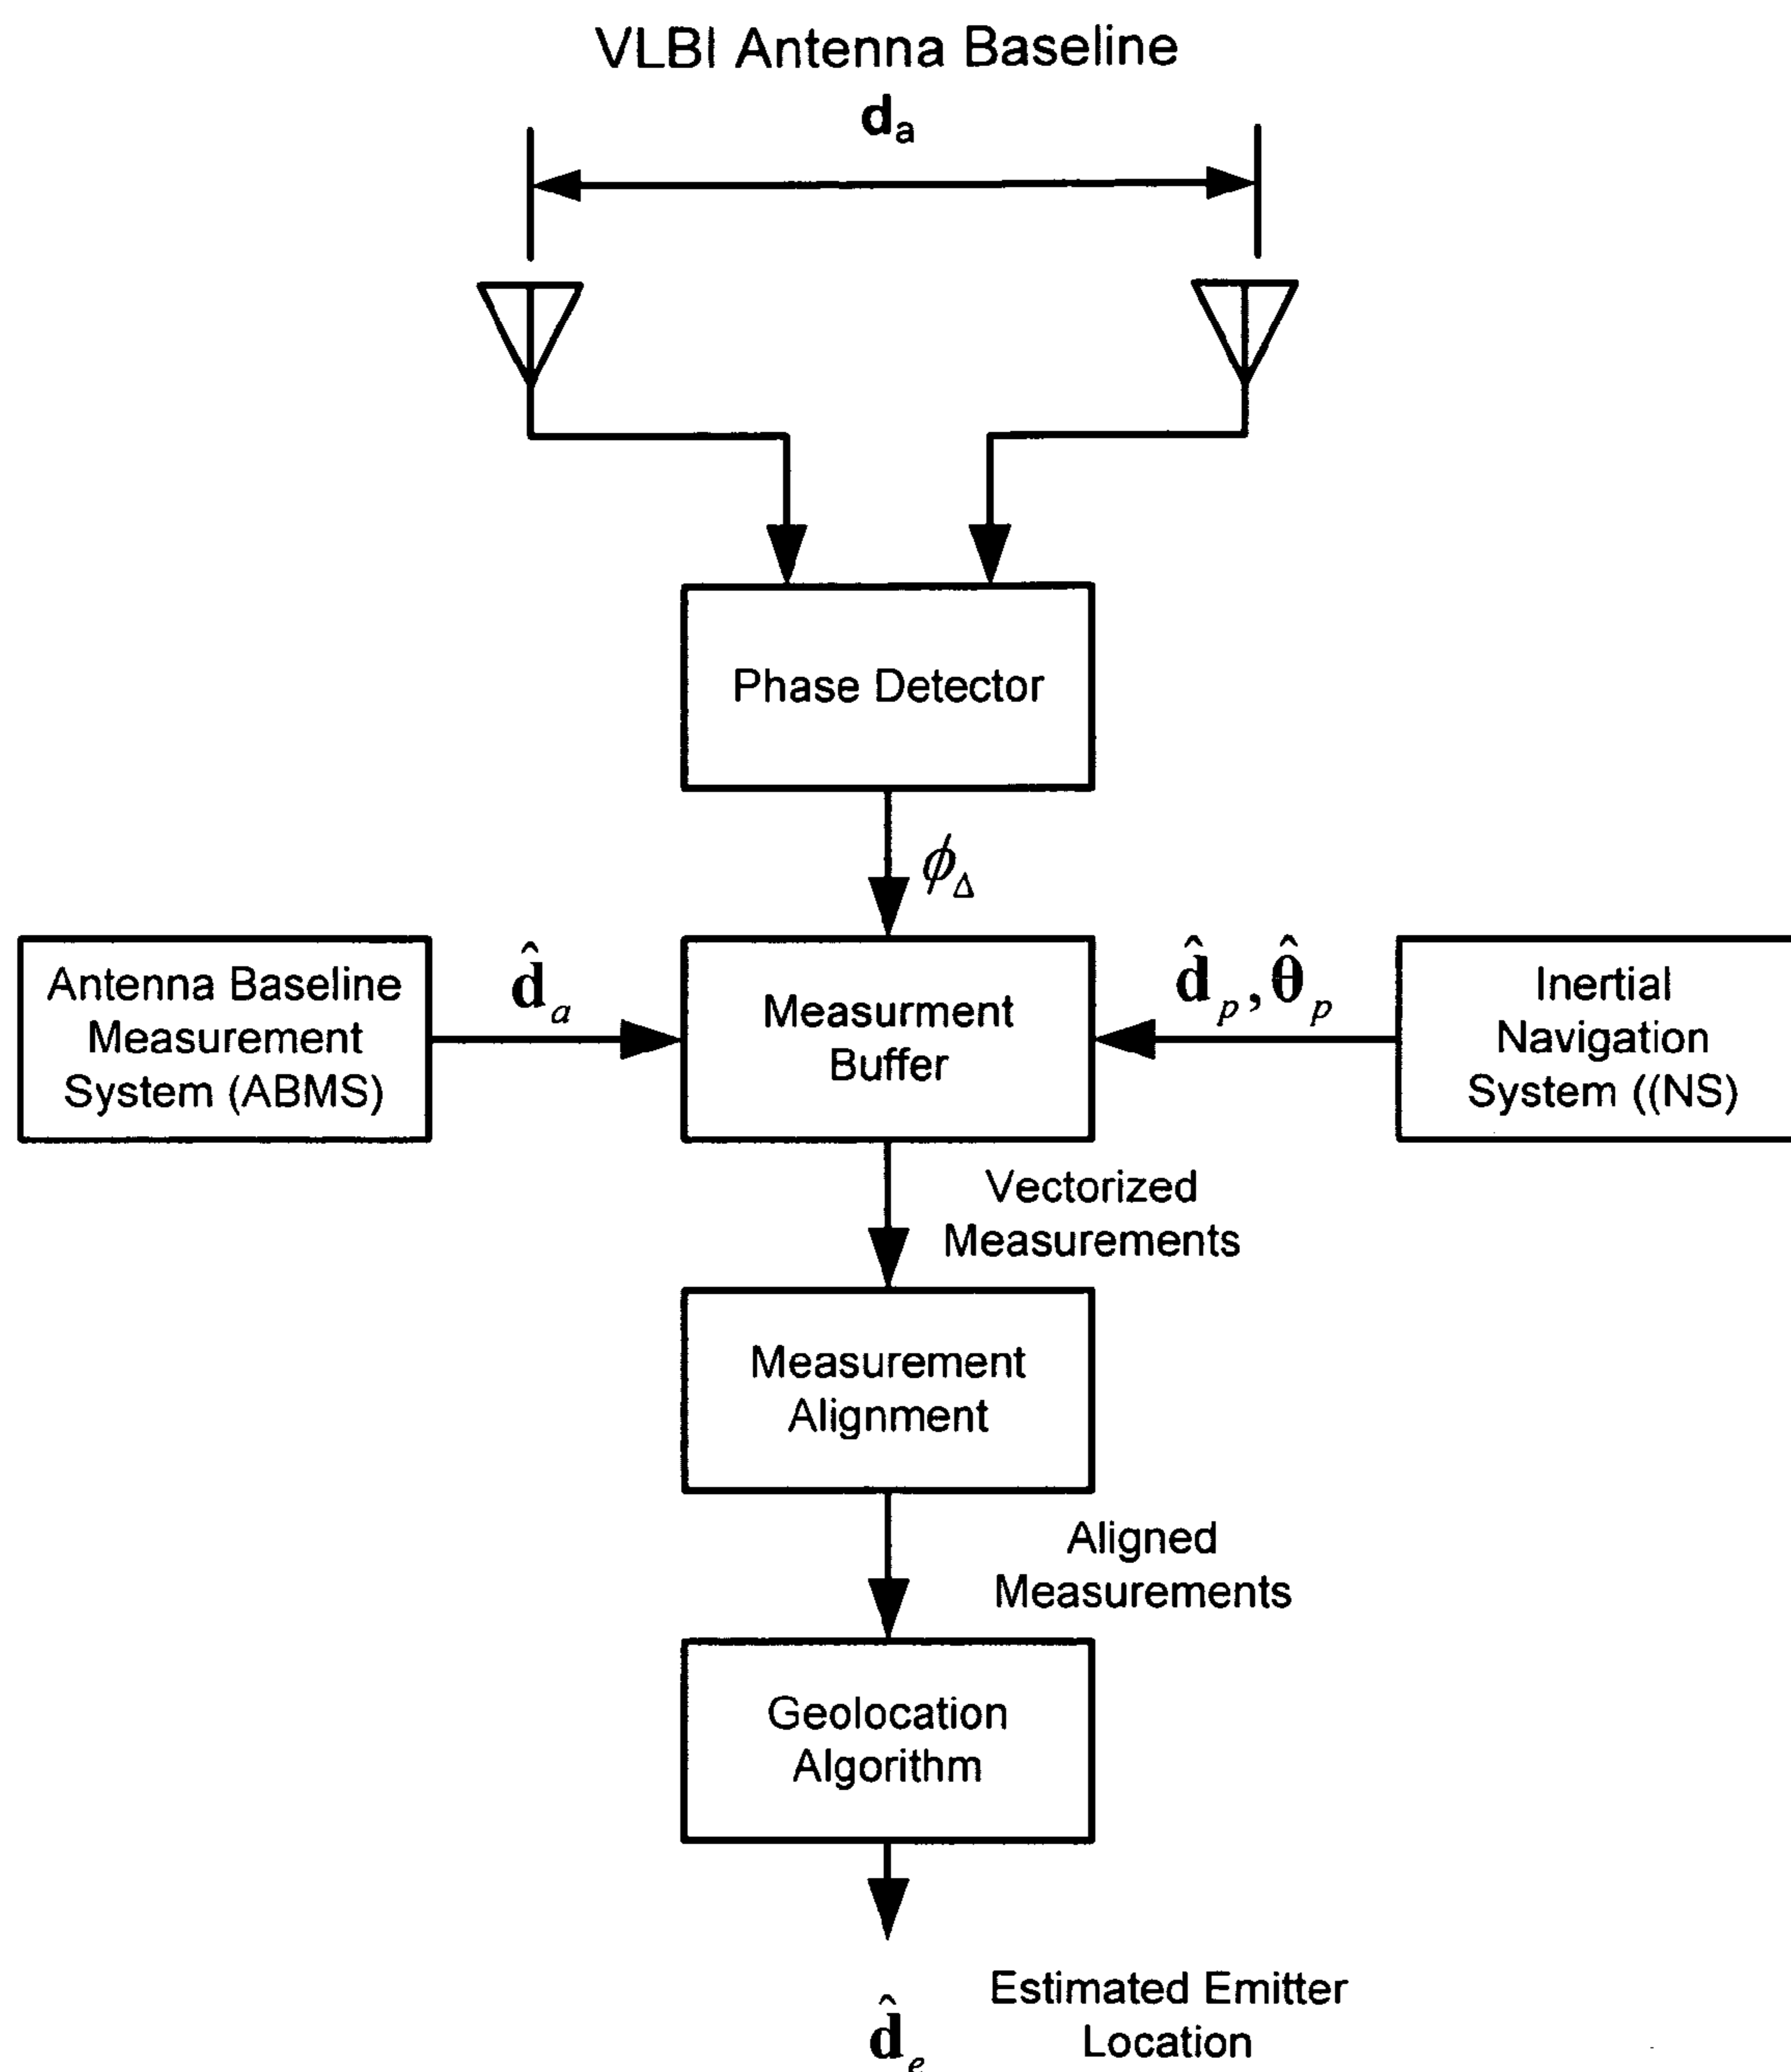 VLBI Antenna Baseline
dₐ
Phase Detector
ϕ_Δ
Antenna Baseline
Measurement
System (ABMS)
d̂ₐ
Measurment
Buffer
d̂ₚ, θ̂ₚ
Inertial
Navigation
System ((NS)
Vectorized
Measurements
Measurement
Alignment
Aligned
Measurements
Geolocation
Algorithm
d̂ₑ
Estimated Emitter
Location